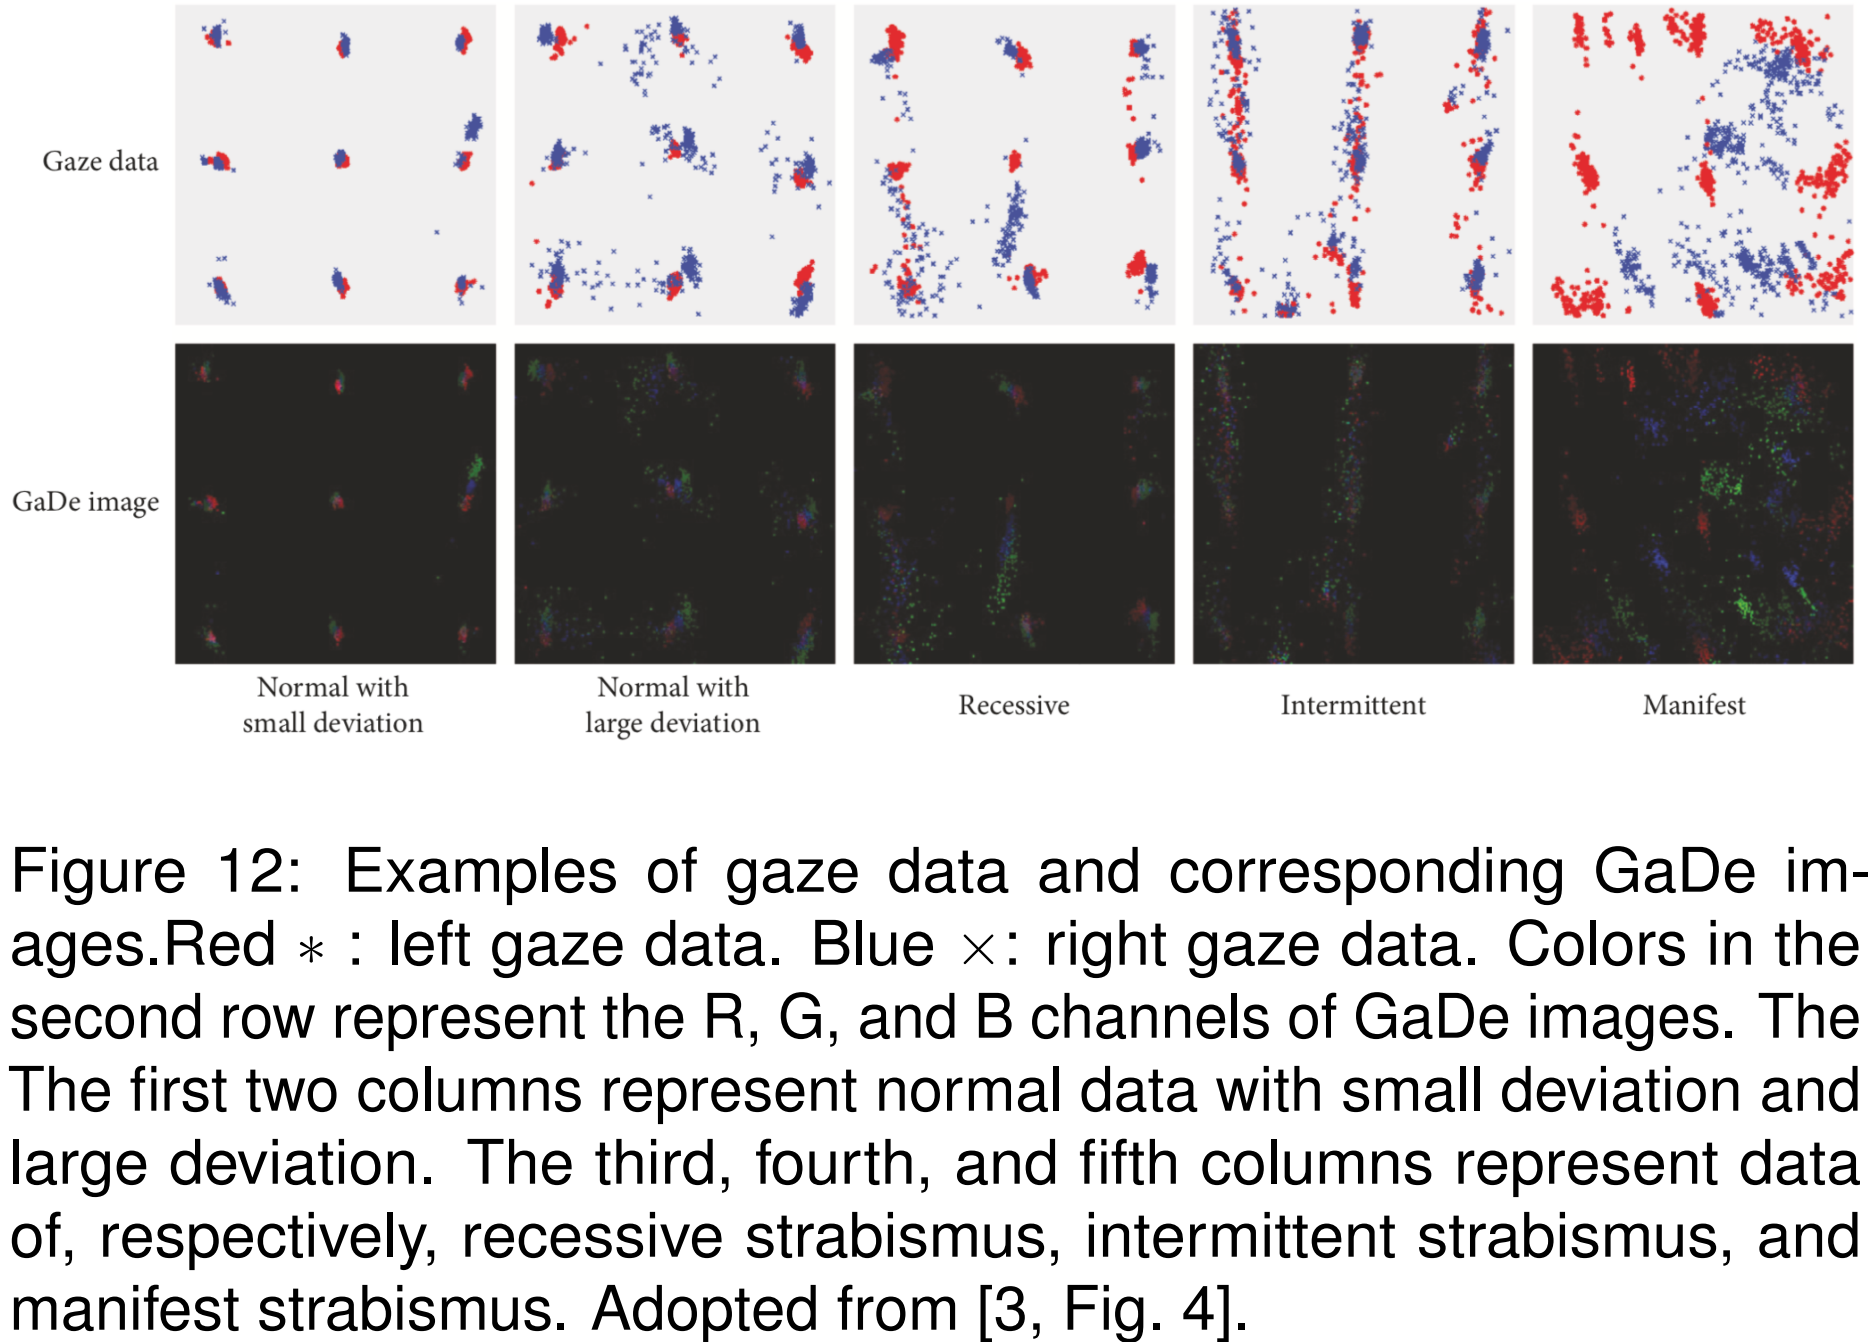 Gaze data
GaDe image
Normal with
small deviation
Normal with
large deviation
Recessive
Intermittent
Manifest
Figure 12: Examples of gaze data and corresponding GaDe im-
ages.Red ∗ : left gaze data. Blue ×: right gaze data. Colors in the
second row represent the R, G, and B channels of GaDe images. The
The first two columns represent normal data with small deviation and
large deviation. The third, fourth, and fifth columns represent data
of, respectively, recessive strabismus, intermittent strabismus, and
manifest strabismus. Adopted from [3, Fig. 4].